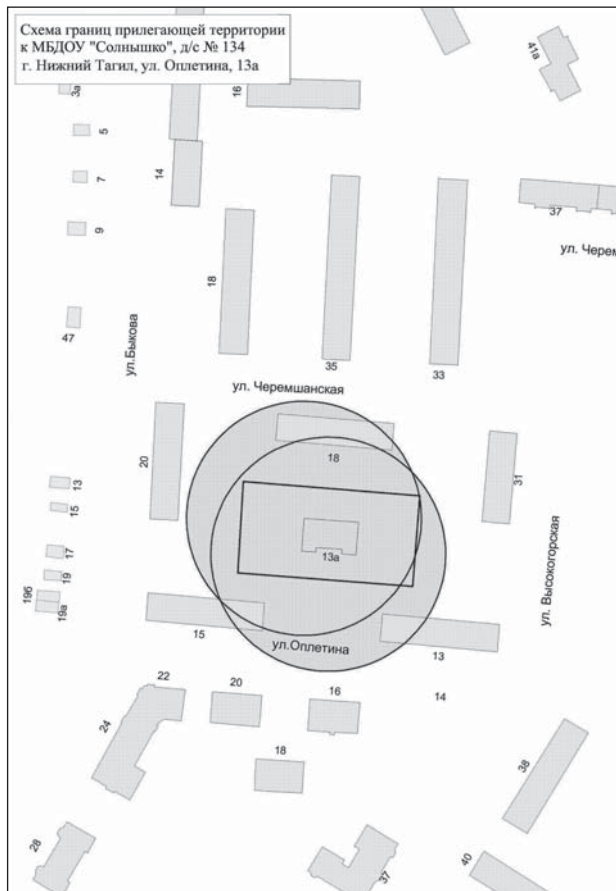 Схема границ прилегающей территории
к МБДОУ "Солнышко", д/с № 134
г. Нижний Тагил, ул. Оплетина, 13а
41а
3а
16
5
14
7
37
9
ул. Черем
18
47
ул.Быкова
35
33
ул. Черемшанская
20
18
31
13
15
13а
17
19
19б
19а
ул. Высокогорская
15
ул.Оплетина
13
22
20
16
14
24
18
38
28
37
40